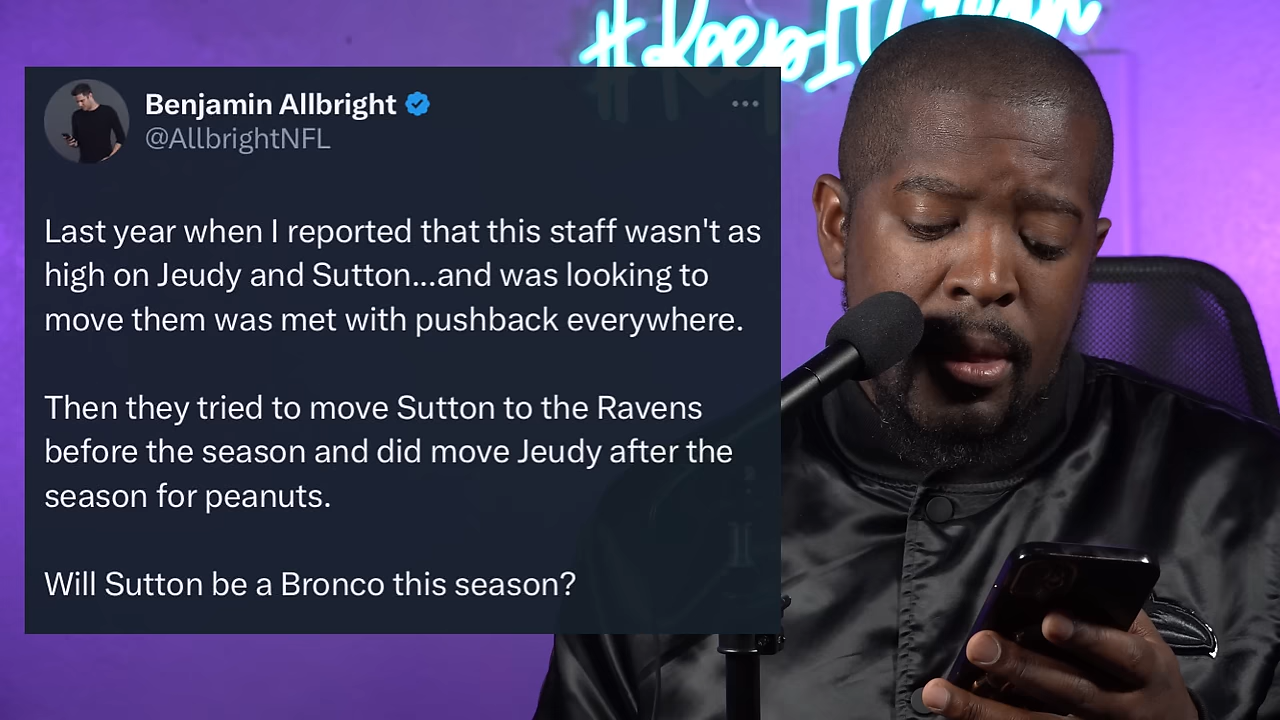 #KeepItClean
Benjamin Allbright
@AllbrightNFL
Last year when I reported that this staff wasn't as
high on Jeudy and Sutton...and was looking to
move them was met with pushback everywhere.
Then they tried to move Sutton to the Ravens
before the season and did move Jeudy after the
season for peanuts.
Will Sutton be a Bronco this season?